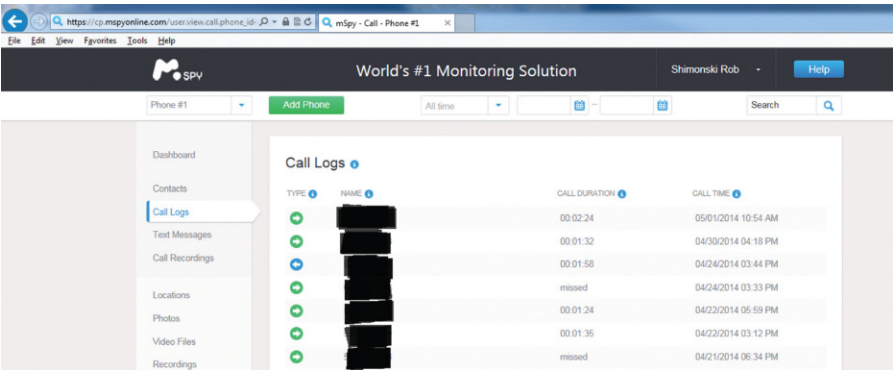 https://cp.mspyonline.com/user.view.call.phone_id-
mSpy - Call - Phone #1
File Edit View Favorites Tools Help
mSPY World's #1 Monitoring Solution Shimonski Rob Help
Phone #1 Add Phone All time – Search
Dashboard
Contacts
Call Logs
Text Messages
Call Recordings
Locations
Photos
Video Files
Recordings
Call Logs
TYPE NAME CALL DURATION CALL TIME
00:02:24 05/01/2014 10:54 AM
00:01:32 04/30/2014 04:18 PM
00:01:58 04/24/2014 03:44 PM
missed 04/24/2014 03:33 PM
00:01:24 04/22/2014 05:59 PM
00:01:35 04/22/2014 03:12 PM
missed 04/21/2014 06:34 PM